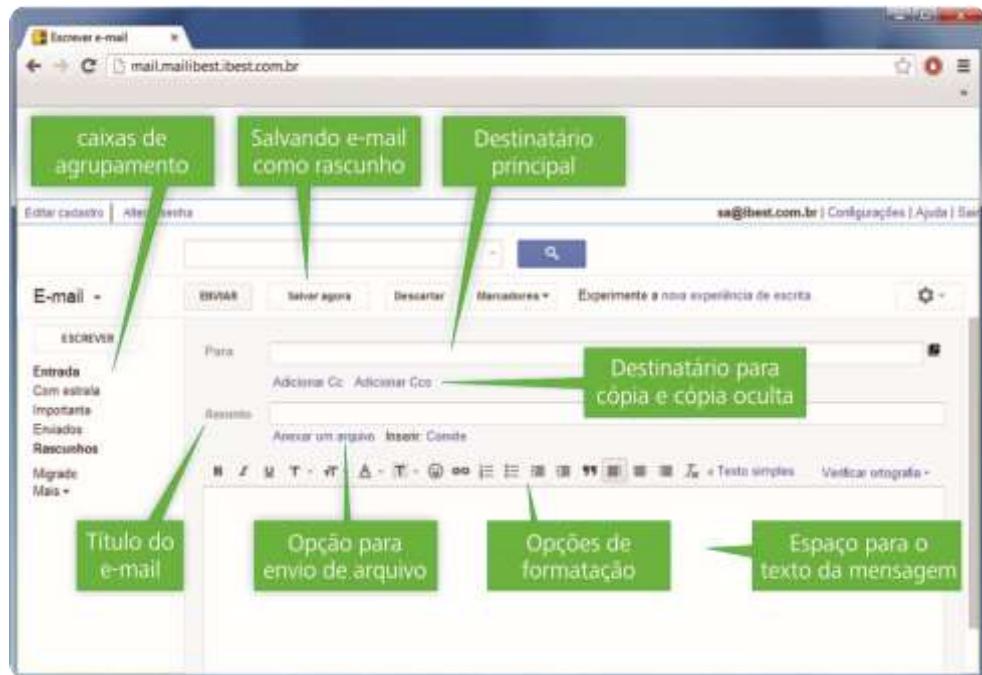 Escrever e-mail
mail.mailibest.ibest.com.br
caixas de
agrupamento
Salvando e-mail
como rascunho
Destinatário
principal
Editar cadastro | Alterar senha
sa@ibest.com.br | Configurações | Ajuda | Sair
E-mail
ENVIAR Salvar agora Descartar Marcadores Experimente a nova experiência de escrita
ESCREVER
Para
Entrada
Com estrela
Importante
Enviados
Rascunhos
Migrado
Mais
Adicionar Cc Adicionar Cco
Destinatário para
cópia e cópia oculta
Assunto
Anexar um arquivo Inserir: Convite
« Texto simples Verificar ortografia
Título do
e-mail
Opção para
envio de arquivo
Opções de
formatação
Espaço para o
texto da mensagem